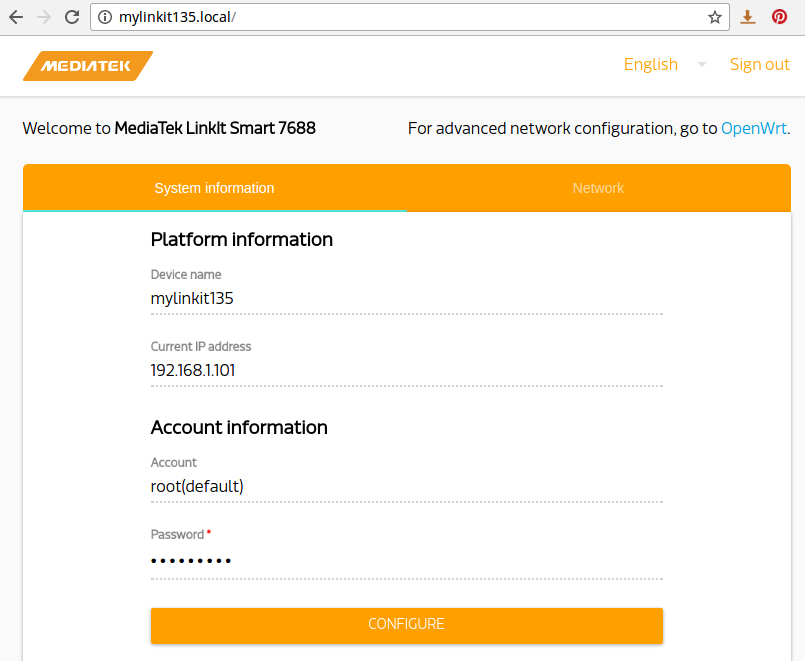 mylinkit135.local/
MEDIATEK
English Sign out
Welcome to MediaTek LinkIt Smart 7688 For advanced network configuration, go to OpenWrt.
System information Network
Platform information
Device name
mylinkit135
Current IP address
192.168.1.101
Account information
Account
root(default)
Password *
•••••••••
CONFIGURE